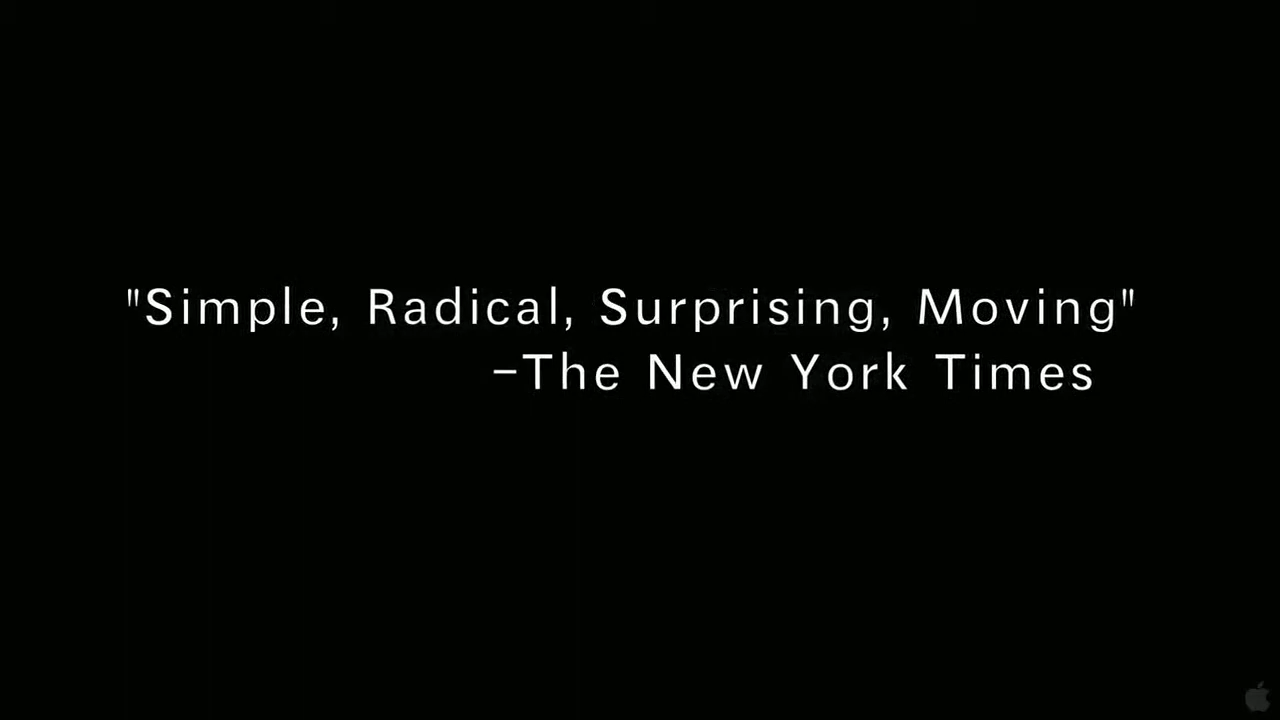 "Simple, Radical, Surprising, Moving"
–The New York Times